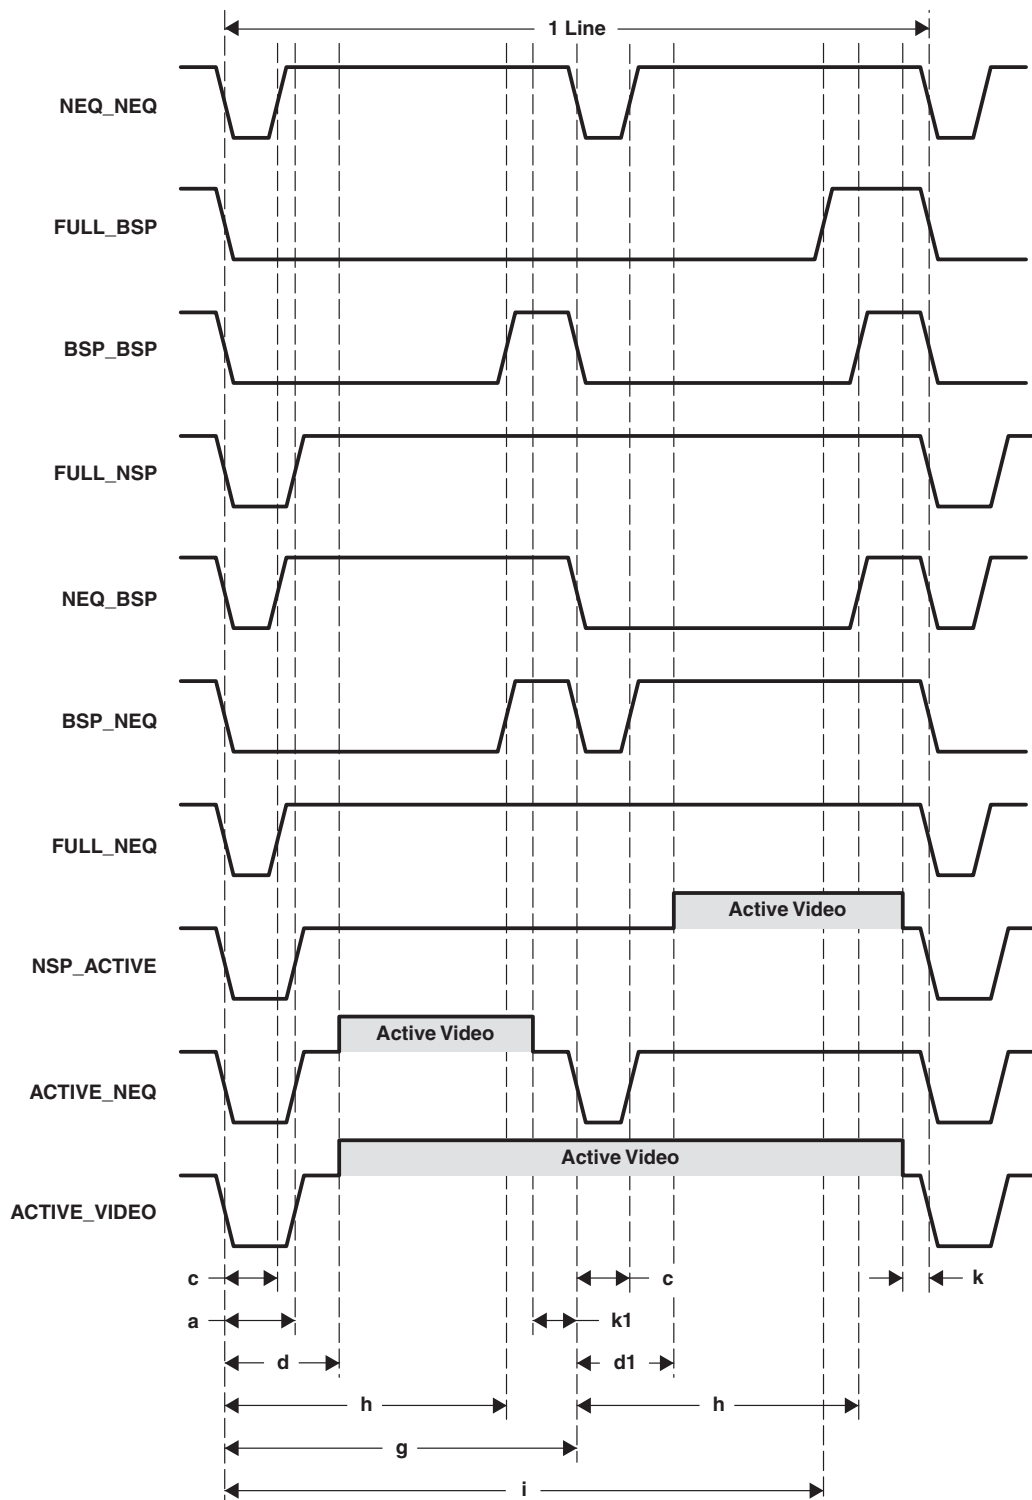 1 Line
NEQ_NEQ
FULL_BSP
BSP_BSP
FULL_NSP
NEQ_BSP
BSP_NEQ
FULL_NEQ
Active Video
NSP_ACTIVE
Active Video
ACTIVE_NEQ
Active Video
ACTIVE_VIDEO
c c k
a k1
d d1
h h
g
i